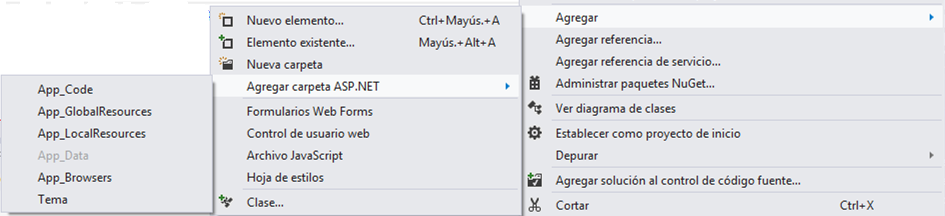 App_Code
App_GlobalResources
App_LocalResources
App_Data
App_Browsers
Tema
Nuevo elemento... Ctrl+Mayús.+A
Elemento existente... Mayús.+Alt+A
Nueva carpeta
Agregar carpeta ASP.NET
Formularios Web Forms
Control de usuario web
Archivo JavaScript
Hoja de estilos
Clase...
Agregar
Agregar referencia...
Agregar referencia de servicio...
Administrar paquetes NuGet...
Ver diagrama de clases
Establecer como proyecto de inicio
Depurar
Agregar solución al control de código fuente...
Cortar Ctrl+X